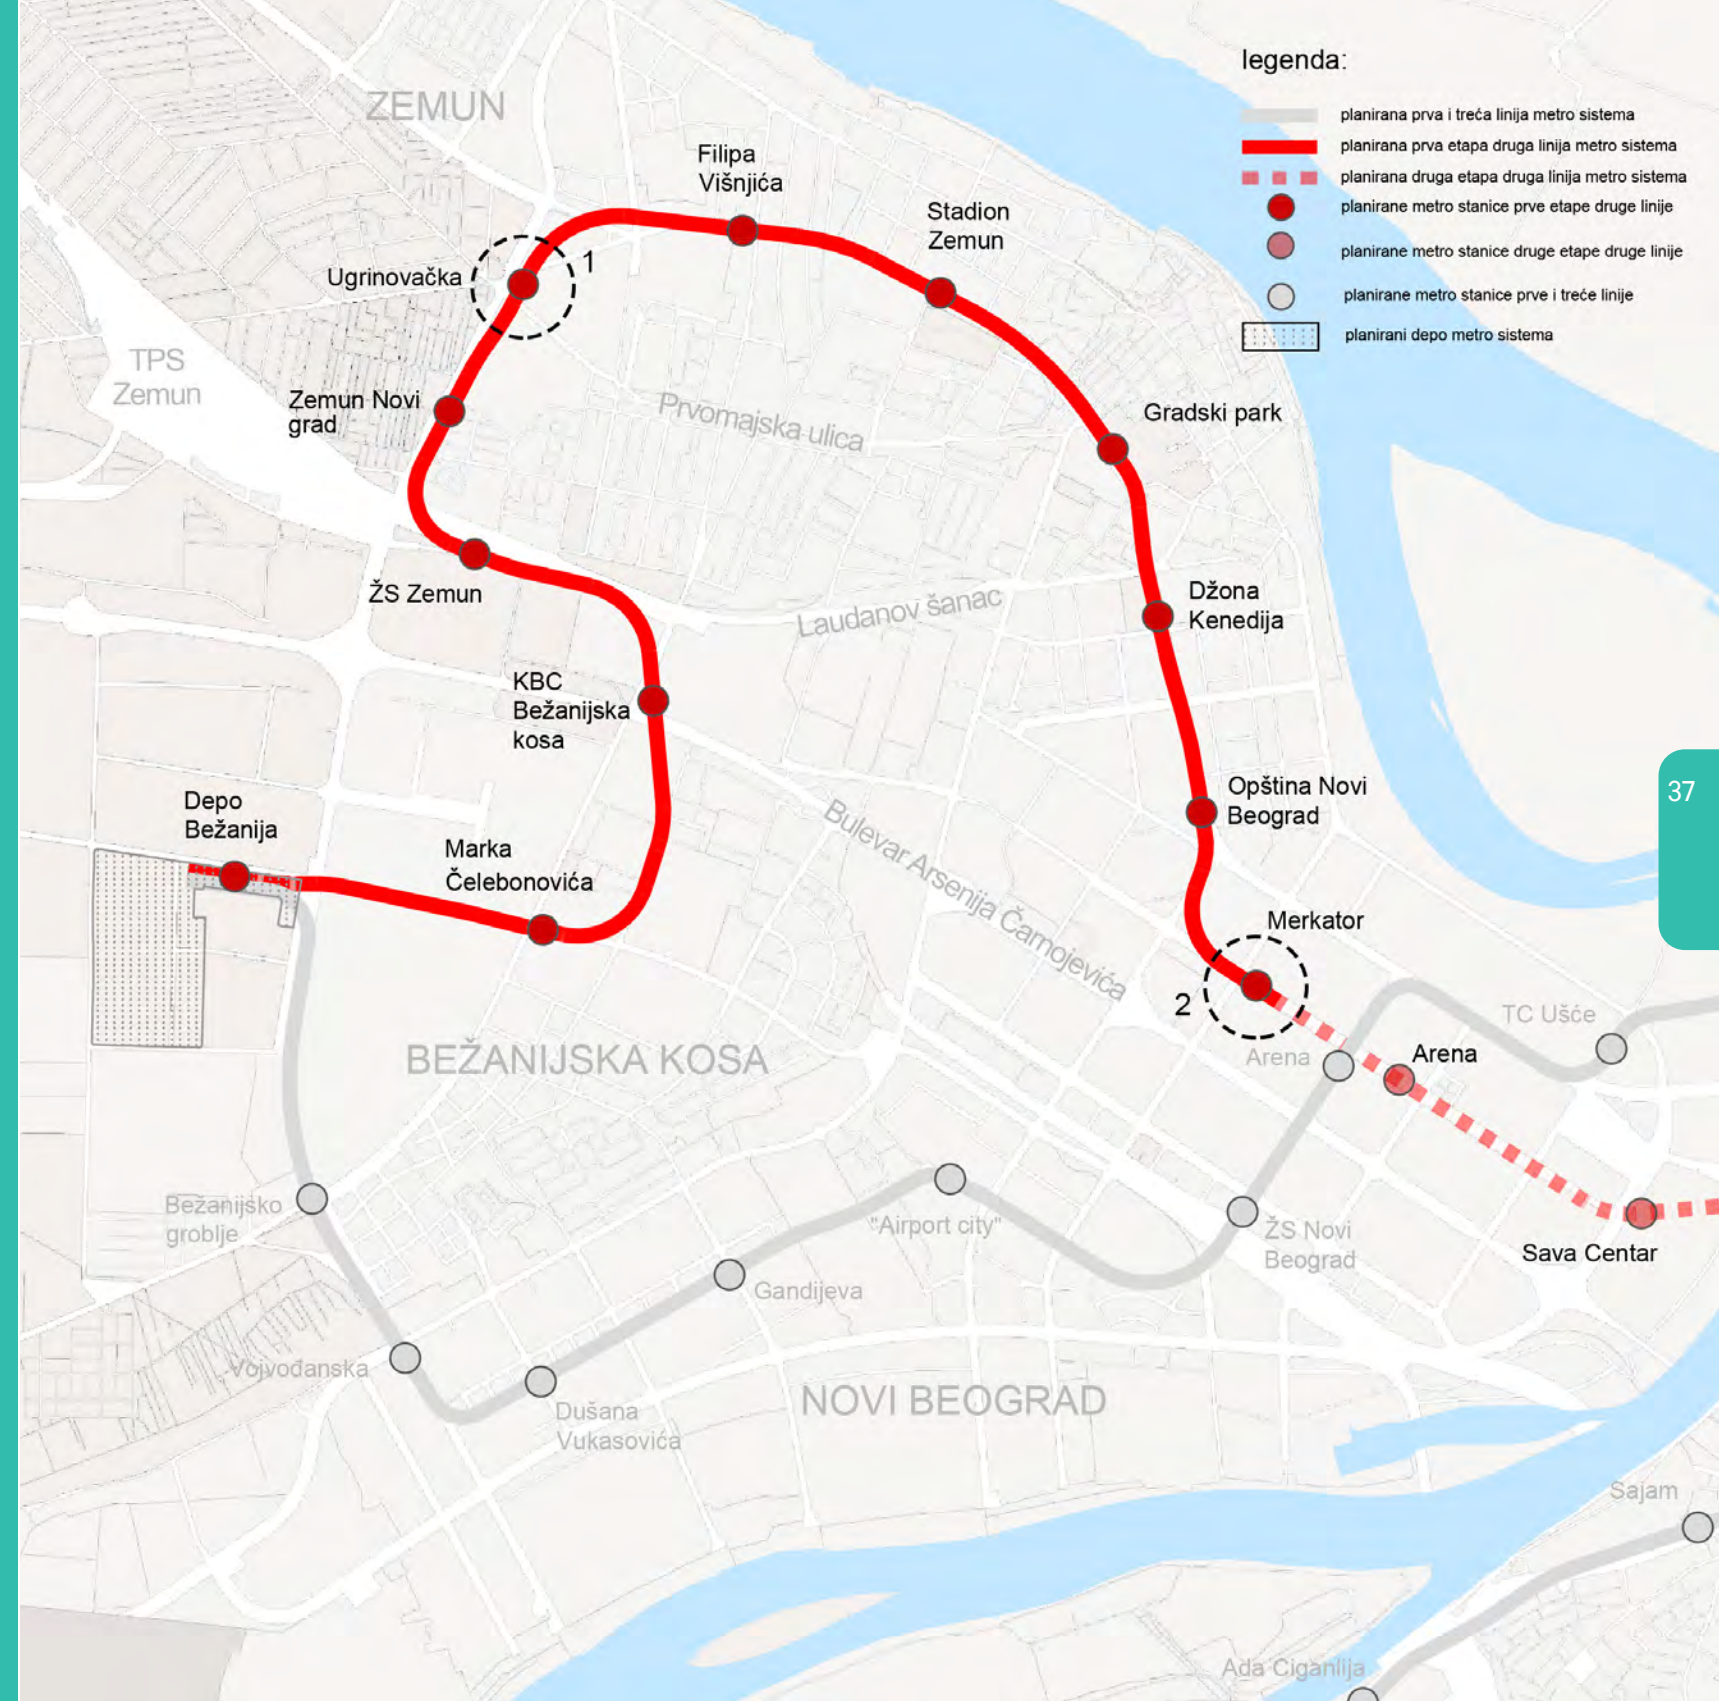 legenda:
planirana prva i treća linija metro sistema
planirana prva etapa druga linija metro sistema
planirana druga etapa druga linija metro sistema
planirane metro stanice prve etape druge linije
planirane metro stanice druge etape druge linije
planirane metro stanice prve i treće linije
planirani depo metro sistema
ZEMUN
Filipa
Višnjića
Stadion
Zemun
Ugrinovačka
1
TPS
Zemun
Zemun Novi
grad
Prvomajska ulica
Gradski park
ŽS Zemun
Laudanov šanac
Džona
Kenedija
KBC
Bežanijska
kosa
Opština Novi
Beograd
37
Depo
Bežanija
Marka
Čelebonovića
Bulevar Arsenija Čarnojevića
Merkator
2
TC Ušće
Arena
Arena
BEŽANIJSKA KOSA
Bežanijsko
groblje
"Airport city"
ŽS Novi
Beograd
Sava Centar
Gandijeva
Vojvođanska
Dušana
Vukasovića
NOVI BEOGRAD
Sajam
Ada Ciganlija